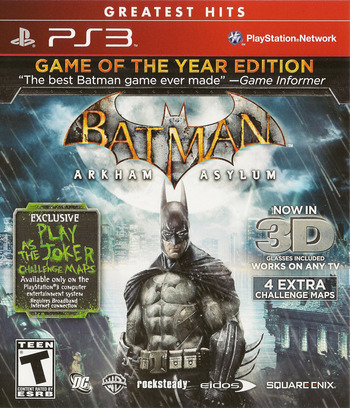 GREATEST HITS
PS3
PlayStation®Network
GAME OF THE YEAR EDITION
"The best Batman game ever made" —Game Informer
BATMAN
ARKHAM ASYLUM
EXCLUSIVE
PLAY
AS THE JOKER
CHALLENGE MAPS
Available only on the
PlayStation®3 computer
entertainment system
Requires Broadband
Internet connection
NOW IN
3D
GLASSES INCLUDED
WORKS ON ANY TV
4 EXTRA
CHALLENGE MAPS
TEEN
T
CONTENT RATED BY
ESRB
DC
WB
GAMES
rocksteady
eidos
SQUARE ENIX